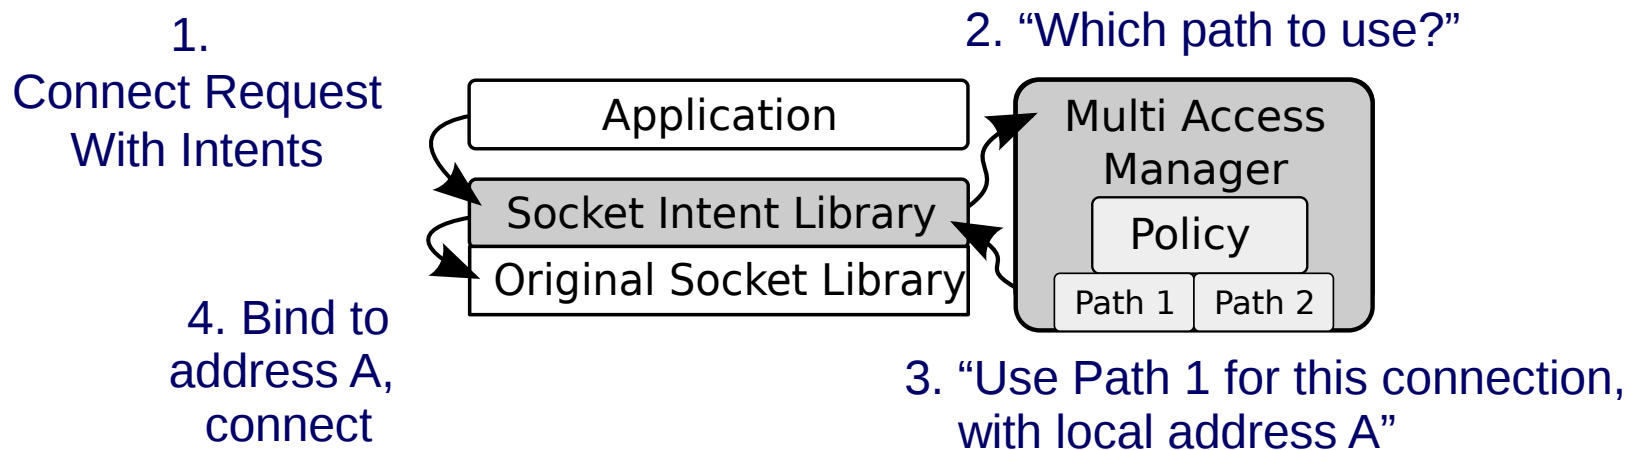 1.
Connect Request
With Intents
2. “Which path to use?”
Application
Socket Intent Library
Original Socket Library
Multi Access
Manager
Policy
Path 1
Path 2
3. “Use Path 1 for this connection,
with local address A”
4. Bind to
address A,
connect